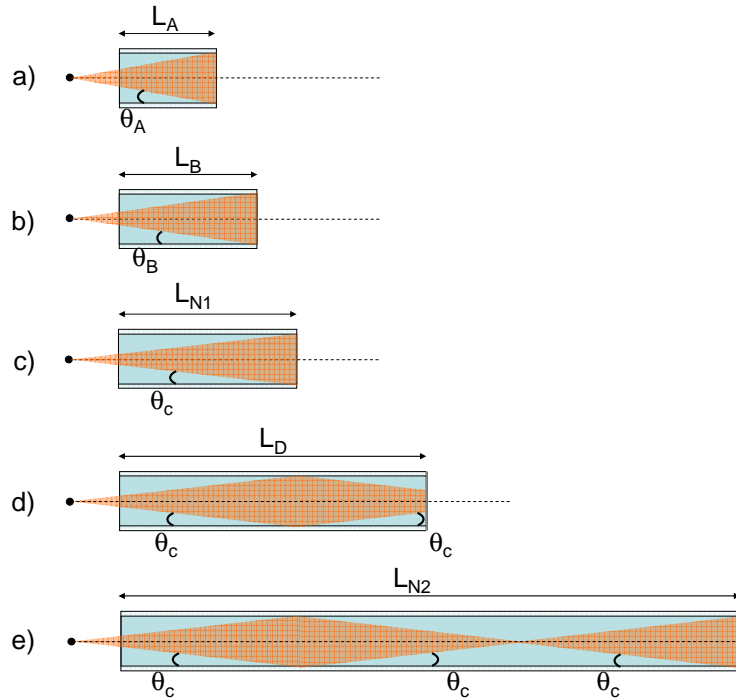 L_A
a)
θ_A
L_B
b)
θ_B
L_N1
c)
θ_c
L_D
d)
θ_c θ_c
L_N2
e)
θ_c θ_c θ_c